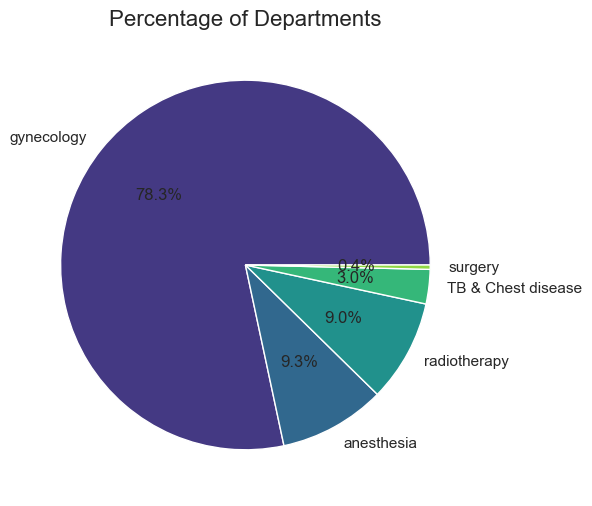 Percentage of Departments
gynecology
78.3%
0.4%
surgery
3.0%
TB & Chest disease
9.0%
radiotherapy
9.3%
anesthesia